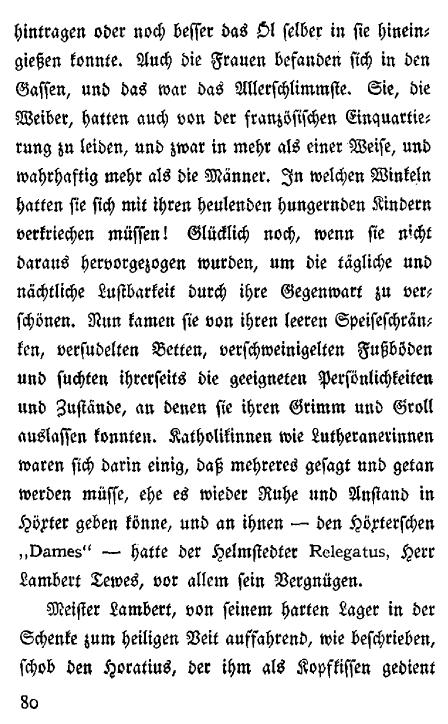 hintragen oder noch besser das Öl selber in sie hinein-
gießen konnte. Auch die Frauen befanden sich in den
Gassen, und das war das Allerschlimmste. Sie, die
Weiber, hatten auch von der französischen Einquartie-
rung zu leiden, und zwar in mehr als einer Weise, und
wahrhaftig mehr als die Männer. In welchen Winkeln
hatten sie sich mit ihren heulenden hungernden Kindern
verkriechen müssen! Glücklich noch, wenn sie nicht
daraus hervorgezogen wurden, um die tägliche und
nächtliche Lustbarkeit durch ihre Gegenwart zu ver-
schönen. Nun kamen sie von ihren leeren Speiseschrän-
ken, versudelten Betten, verschweinigelten Fußböden
und suchten ihrerseits die geeigneten Persönlichkeiten
und Zustände, an denen sie ihren Grimm und Groll
auslassen konnten. Katholikinnen wie Lutheranerinnen
waren sich darin einig, daß mehreres gesagt und getan
werden müsse, ehe es wieder Ruhe und Anstand in
Höxter geben könne, und an ihnen — den Höxterschen
„Dames“ — hatte der Helmstedter Relegatus, Herr
Lambert Tewes, vor allem sein Vergnügen.
Meister Lambert, von seinem harten Lager in der
Schenke zum heiligen Veit auffahrend, wie beschrieben,
schob den Horatius, der ihm als Kopfkissen gedient
80